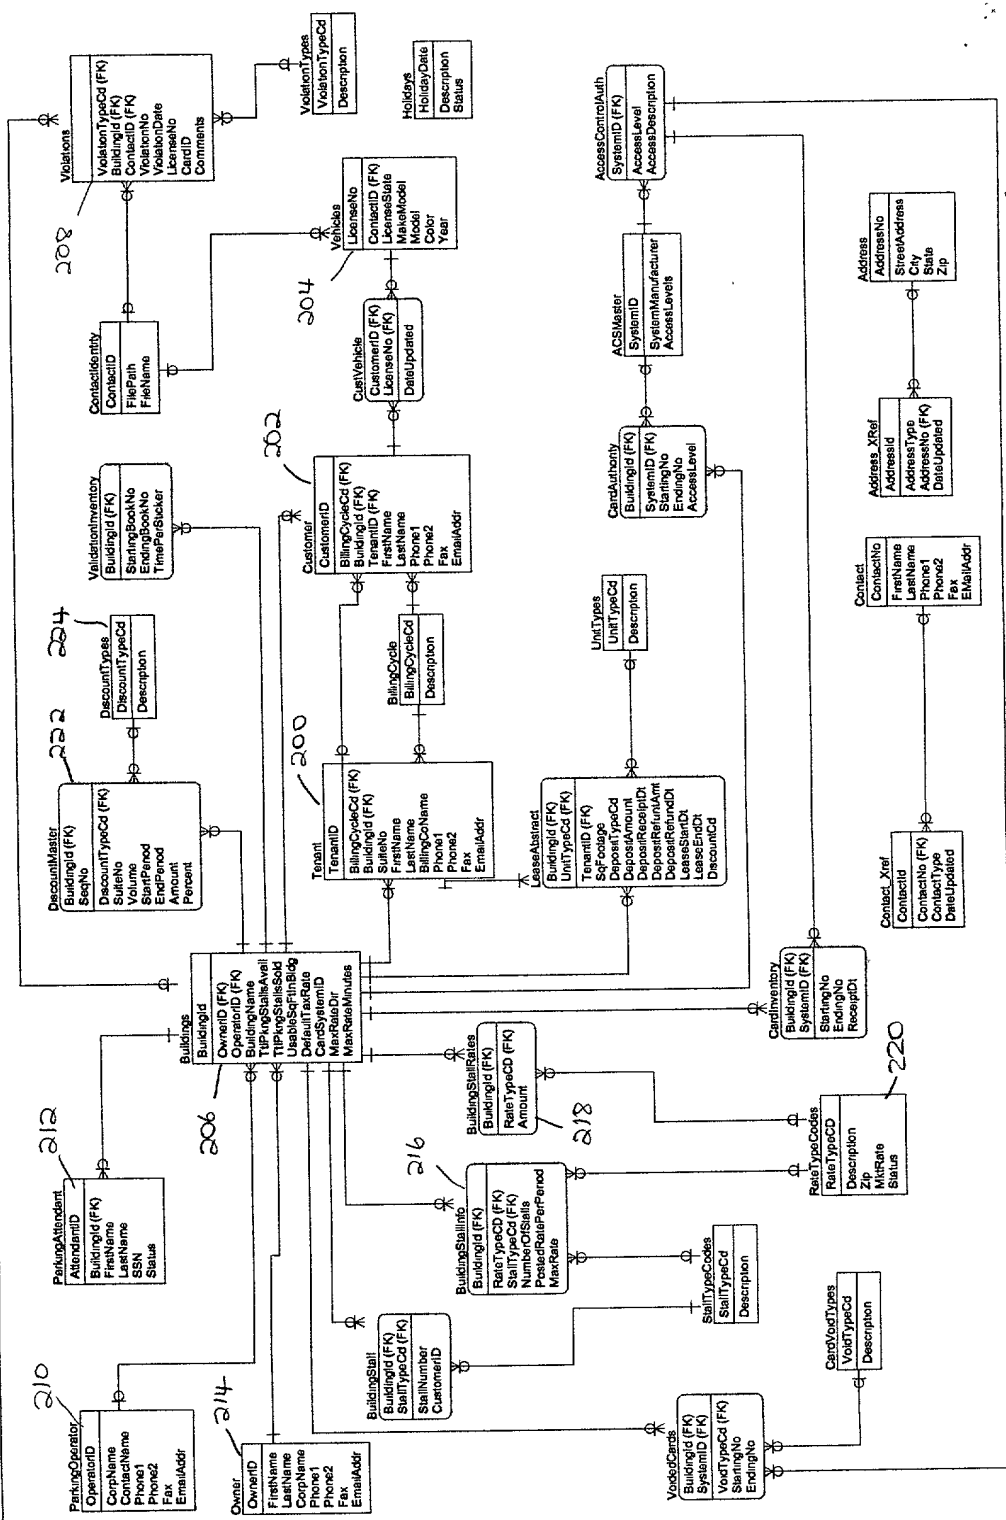 Violations
ViolationTypeCd (FK)
BuildingId (FK)
ContactID (FK)
ViolationNo
ViolationDate
LicenseNo
CardID
Comments
208
ViolationTypes
ViolationTypeCd
Description
Holidays
HolidayDate
Description
Status
ContactIdentity
ContactID
FilePath
FileName
Vehicles
LicenseNo
ContactID (FK)
LicenseState
MakeModel
Model
Color
Year
204
CustVehicle
CustomerID (FK)
LicenseNo (FK)
DateUpdated
ValidationInventory
BuildingId (FK)
StartingBookNo
EndingBookNo
TimePerSticker
Customer
CustomerID
BillingCycleCd (FK)
BuildingId (FK)
TenantID (FK)
FirstName
LastName
Phone1
Phone2
Fax
EmailAddr
202
DiscountTypes
DiscountTypeCd
Description
224
DiscountMaster
BuildingId (FK)
SeqNo
DiscountTypeCd (FK)
SuiteNo
Volume
StartPeriod
EndPeriod
Amount
Percent
222
BillingCycle
BillingCycleCd
Description
Tenant
TenantID
BillingCycleCd (FK)
BuildingId (FK)
SuiteNo
FirstName
LastName
BillingCoName
Phone1
Phone2
Fax
EmailAddr
200
AccessControlAuth
SystemID (FK)
AccessLevel
AccessDescription
ACSMaster
SystemID
SystemManufacturer
AccessLevels
CardAuthority
BuildingId (FK)
SystemID (FK)
StartingNo
EndingNo
AccessLevel
UnitTypes
UnitTypeCd
Description
LeaseAbstract
BuildingId (FK)
UnitTypeCd (FK)
TenantID (FK)
SqFootage
DepositTypeCd
DepositAmount
DepositReceiptDt
DepositRefundAmt
DepositRefundDt
LeaseStartDt
LeaseEndDt
DiscountCd
Address
AddressNo
StreetAddress
City
State
Zip
Address_XRef
AddressId
AddressType
AddressNo (FK)
DateUpdated
Contact
ContactNo
FirstName
LastName
Phone1
Phone2
Fax
EMailAddr
Contact_Xref
ContactId
ContactNo (FK)
ContactType
DateUpdated
Buildings
BuildingId
OwnerID (FK)
OperatorID (FK)
BuildingName
TtlPkngStallsAvail
TtlPkngStallsSold
UsableSqFtInBldg
DefaultTaxRate
CardSystemID
MaxRateDir
MaxRateMinutes
206
CardInventory
BuildingId (FK)
SystemID (FK)
StartingNo
EndingNo
ReceiptDt
ParkingAttendant
AttendantID
BuildingId (FK)
FirstName
LastName
SSN
Status
212
BuildingStallRates
BuildingId (FK)
RateTypeCD (FK)
Amount
218
BuildingStallInfo
BuildingId (FK)
RateTypeCD (FK)
StallTypeCd (FK)
NumberOfStalls
PostedRatePerPeriod
MaxRate
216
RateTypeCodes
RateTypeCD
Description
Zip
MktRate
Status
220
ParkingOperator
OperatorID
CorpName
ContactName
Phone1
Phone2
Fax
EmailAddr
210
Owner
OwnerID
FirstName
LastName
CorpName
Phone1
Phone2
Fax
EmailAddr
214
BuildingStall
BuildingId (FK)
StallTypeCd (FK)
StallNumber
CustomerID
StallTypeCodes
StallTypeCd
Description
VoidedCards
BuildingId (FK)
SystemID (FK)
VoidTypeCd (FK)
StartingNo
EndingNo
CardVoidTypes
VoidTypeCd
Description